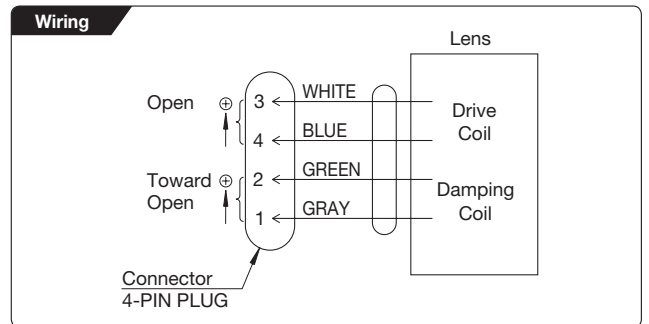 Wiring
Lens
Open ⊕ 3 WHITE
Drive
4 BLUE
Coil
Toward ⊕ 2 GREEN
Open
Damping
1 GRAY
Coil
Connector
4-PIN PLUG